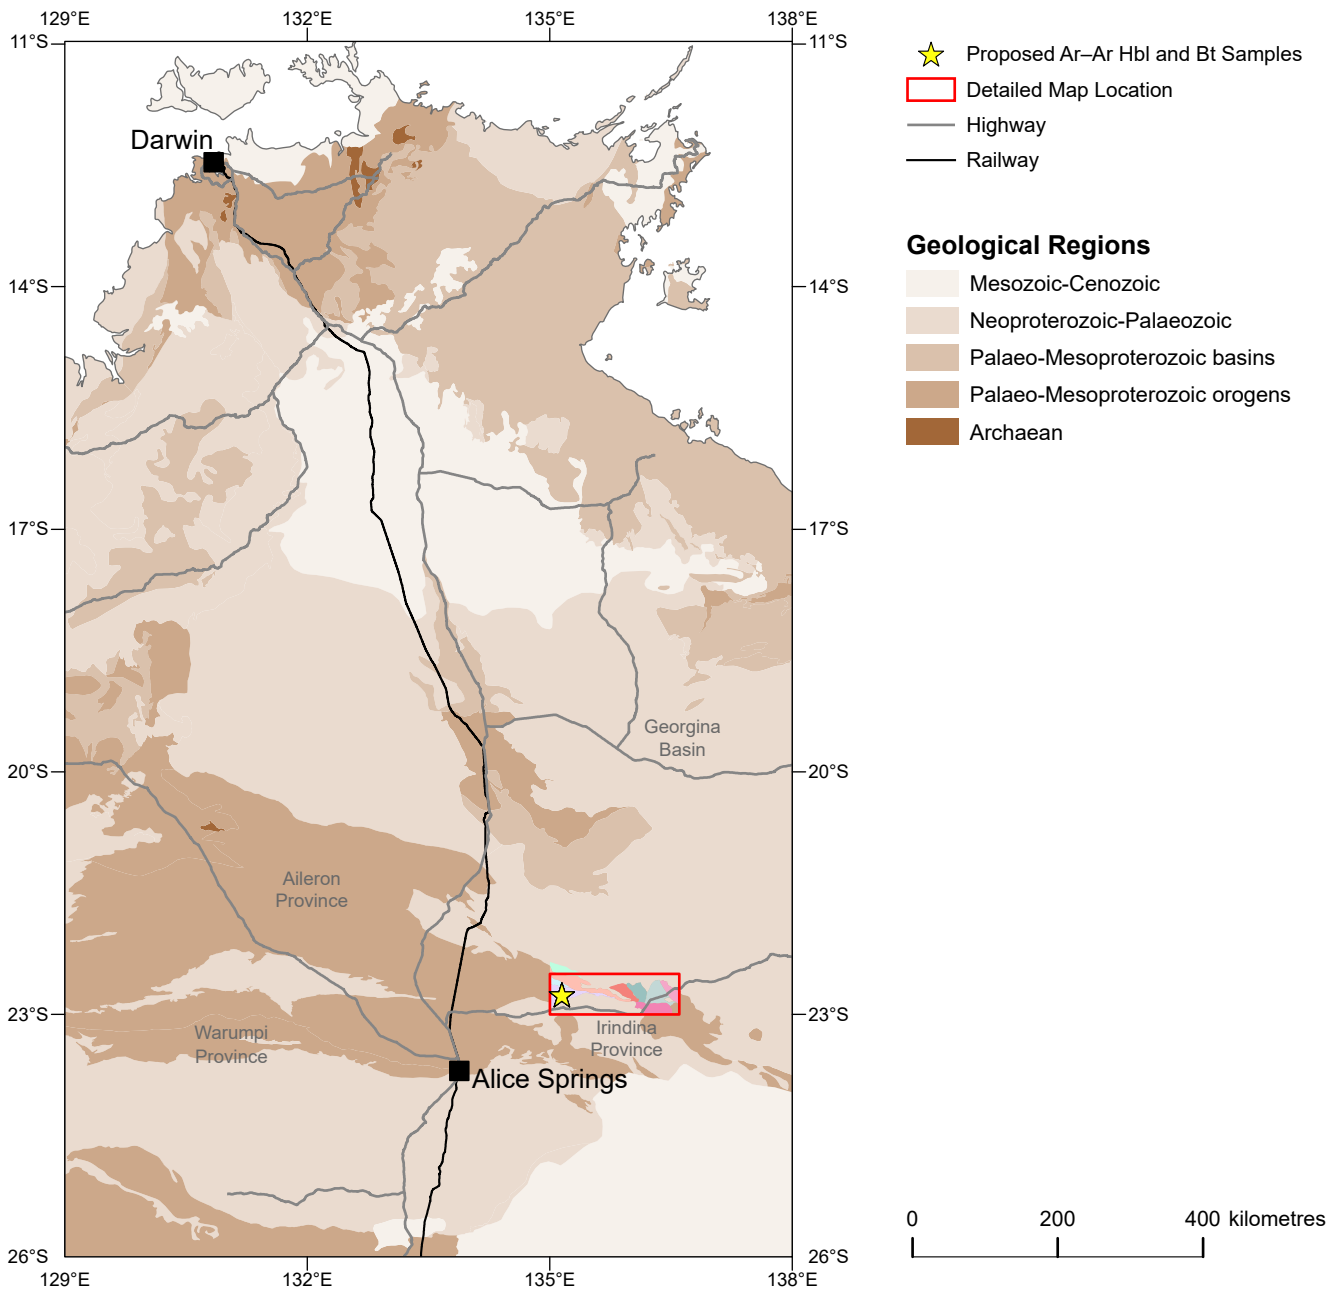 129°E
132°E
135°E
138°E
11°S
11°S
Darwin
14°S
14°S
17°S
17°S
Georgina
Basin
20°S
20°S
Aileron
Province
23°S
23°S
Warumpi
Province
Irindina
Province
Alice Springs
26°S
26°S
129°E
132°E
135°E
138°E
Proposed Ar–Ar Hbl and Bt Samples
Detailed Map Location
Highway
Railway
Geological Regions
Mesozoic-Cenozoic
Neoproterozoic-Palaeozoic
Palaeo-Mesoproterozoic basins
Palaeo-Mesoproterozoic orogens
Archaean
0 200 400 kilometres